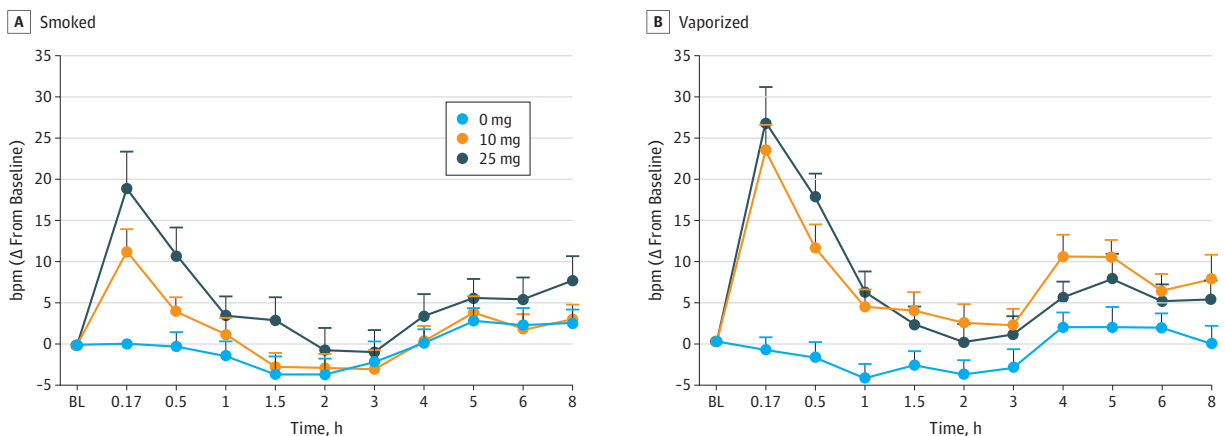 A Smoked
35
30
25
20
15
10
5
0
−5
bpm (Δ From Baseline)
0 mg
10 mg
25 mg
BL 0.17 0.5 1 1.5 2 3 4 5 6 8
Time, h
B Vaporized
35
30
25
20
15
10
5
0
−5
bpm (Δ From Baseline)
BL 0.17 0.5 1 1.5 2 3 4 5 6 8
Time, h